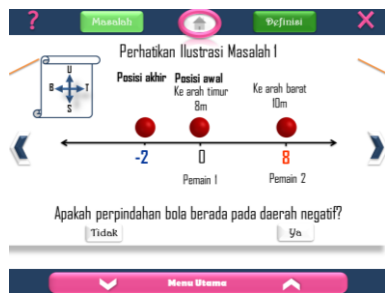 ?
Masalah
Definisi
X
Perhatikan Ilustrasi Masalah 1
U
B
T
S
Posisi akhir
Posisi awal
Ke arah timur
8m
Ke arah barat
10m
-2
0
8
Pemain 1
Pemain 2
Apakah perpindahan bola berada pada daerah negatif?
Tidak
Ya
Menu Utama